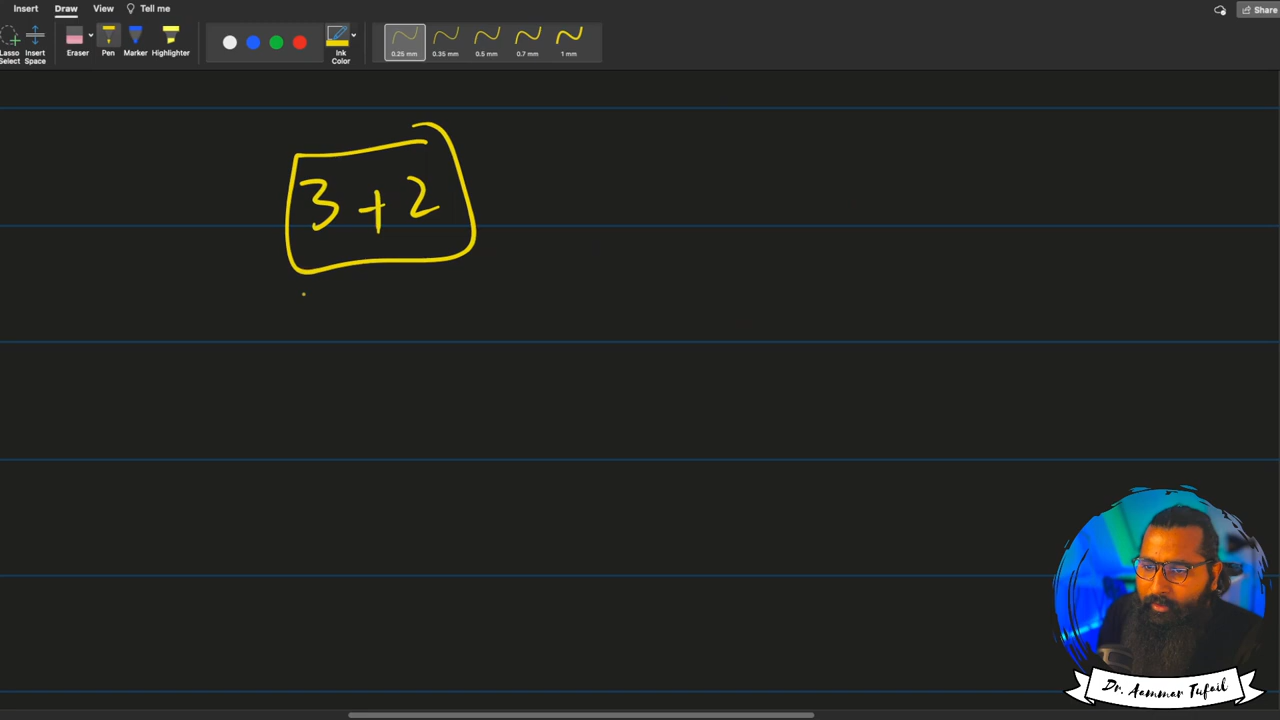 Insert Draw View Tell me
Share
Lasso Select
Insert Space
Eraser
Pen
Marker
Highlighter
Ink Color
0.25 mm 0.35 mm 0.5 mm 0.7 mm 1 mm
3 + 2
Dr. Aammar Tufail